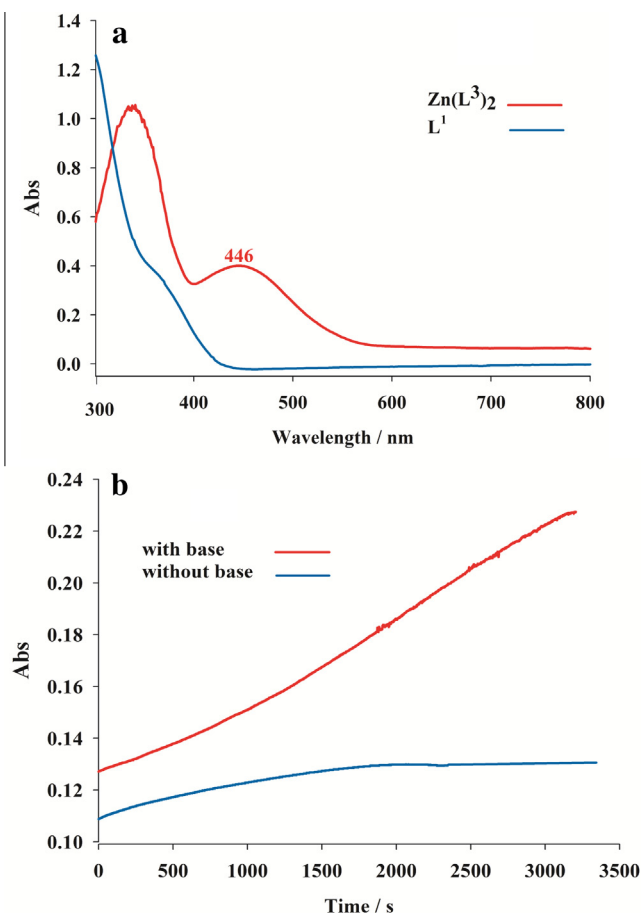 a
1.4
1.2
1.0
0.8
0.6
0.4
0.2
0.0
Abs
Zn(L³)₂
L¹
446
300 400 500 600 700 800
Wavelength / nm
b
0.24
0.22
0.20
0.18
0.16
0.14
0.12
0.10
Abs
with base
without base
0 500 1000 1500 2000 2500 3000 3500
Time / s